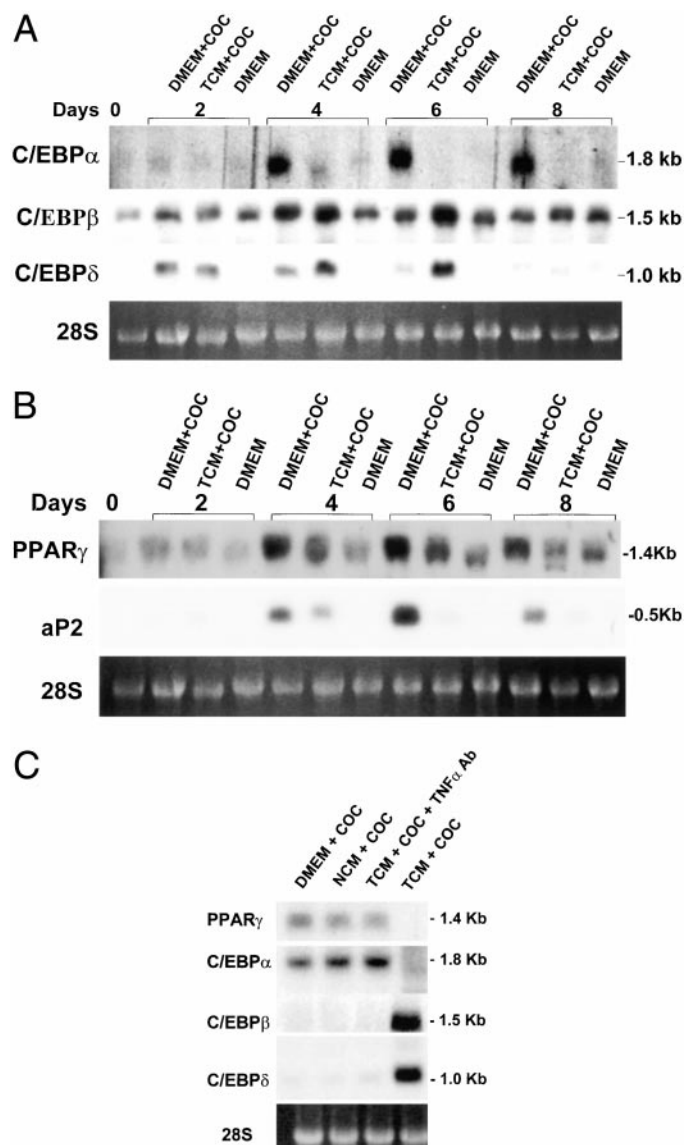 A
DMEM+COC TCM+COC DMEM DMEM+COC TCM+COC DMEM DMEM+COC TCM+COC DMEM DMEM+COC TCM+COC DMEM
Days 0 2 4 6 8
C/EBPα -1.8 kb
C/EBPβ -1.5 kb
C/EBPδ -1.0 kb
28S
B
DMEM+COC TCM+COC DMEM DMEM+COC TCM+COC DMEM DMEM+COC TCM+COC DMEM DMEM+COC TCM+COC DMEM
Days 0 2 4 6 8
PPARγ -1.4Kb
aP2 -0.5Kb
28S
C
DMEM + COC NCM + COC TCM + COC + TNFα Ab TCM + COC
PPARγ - 1.4 Kb
C/EBPα - 1.8 Kb
C/EBPβ - 1.5 Kb
C/EBPδ - 1.0 Kb
28S